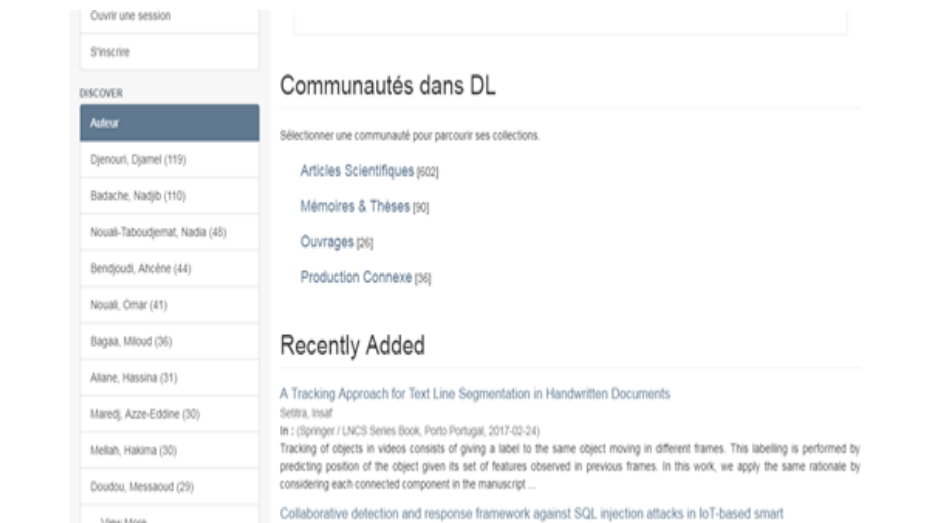 Ouvrir une session
S'inscrire
DISCOVER
Auteur
Djenouri, Djamel (119)
Badache, Nadjib (110)
Nouali-Taboudjemat, Nadia (48)
Bendjoudi, Ahcène (44)
Nouali, Omar (41)
Bagaa, Miloud (36)
Aliane, Hassina (31)
Maredj, Azze-Eddine (30)
Mellah, Hakima (30)
Doudou, Messaoud (29)
... View More
Communautés dans DL
Sélectionner une communauté pour parcourir ses collections.
Articles Scientifiques [602]
Mémoires & Thèses [90]
Ouvrages [26]
Production Connexe [36]
Recently Added
A Tracking Approach for Text Line Segmentation in Handwritten Documents
Setitra, Insaf
In : (Springer / LNCS Series Book, Porto Portugal, 2017-02-24)
Tracking of objects in videos consists of giving a label to the same object moving in different frames. This labelling is performed by
predicting position of the object given its set of features observed in previous frames. In this work, we apply the same rationale by
considering each connected component in the manuscript ...
Collaborative detection and response framework against SQL injection attacks in IoT-based smart